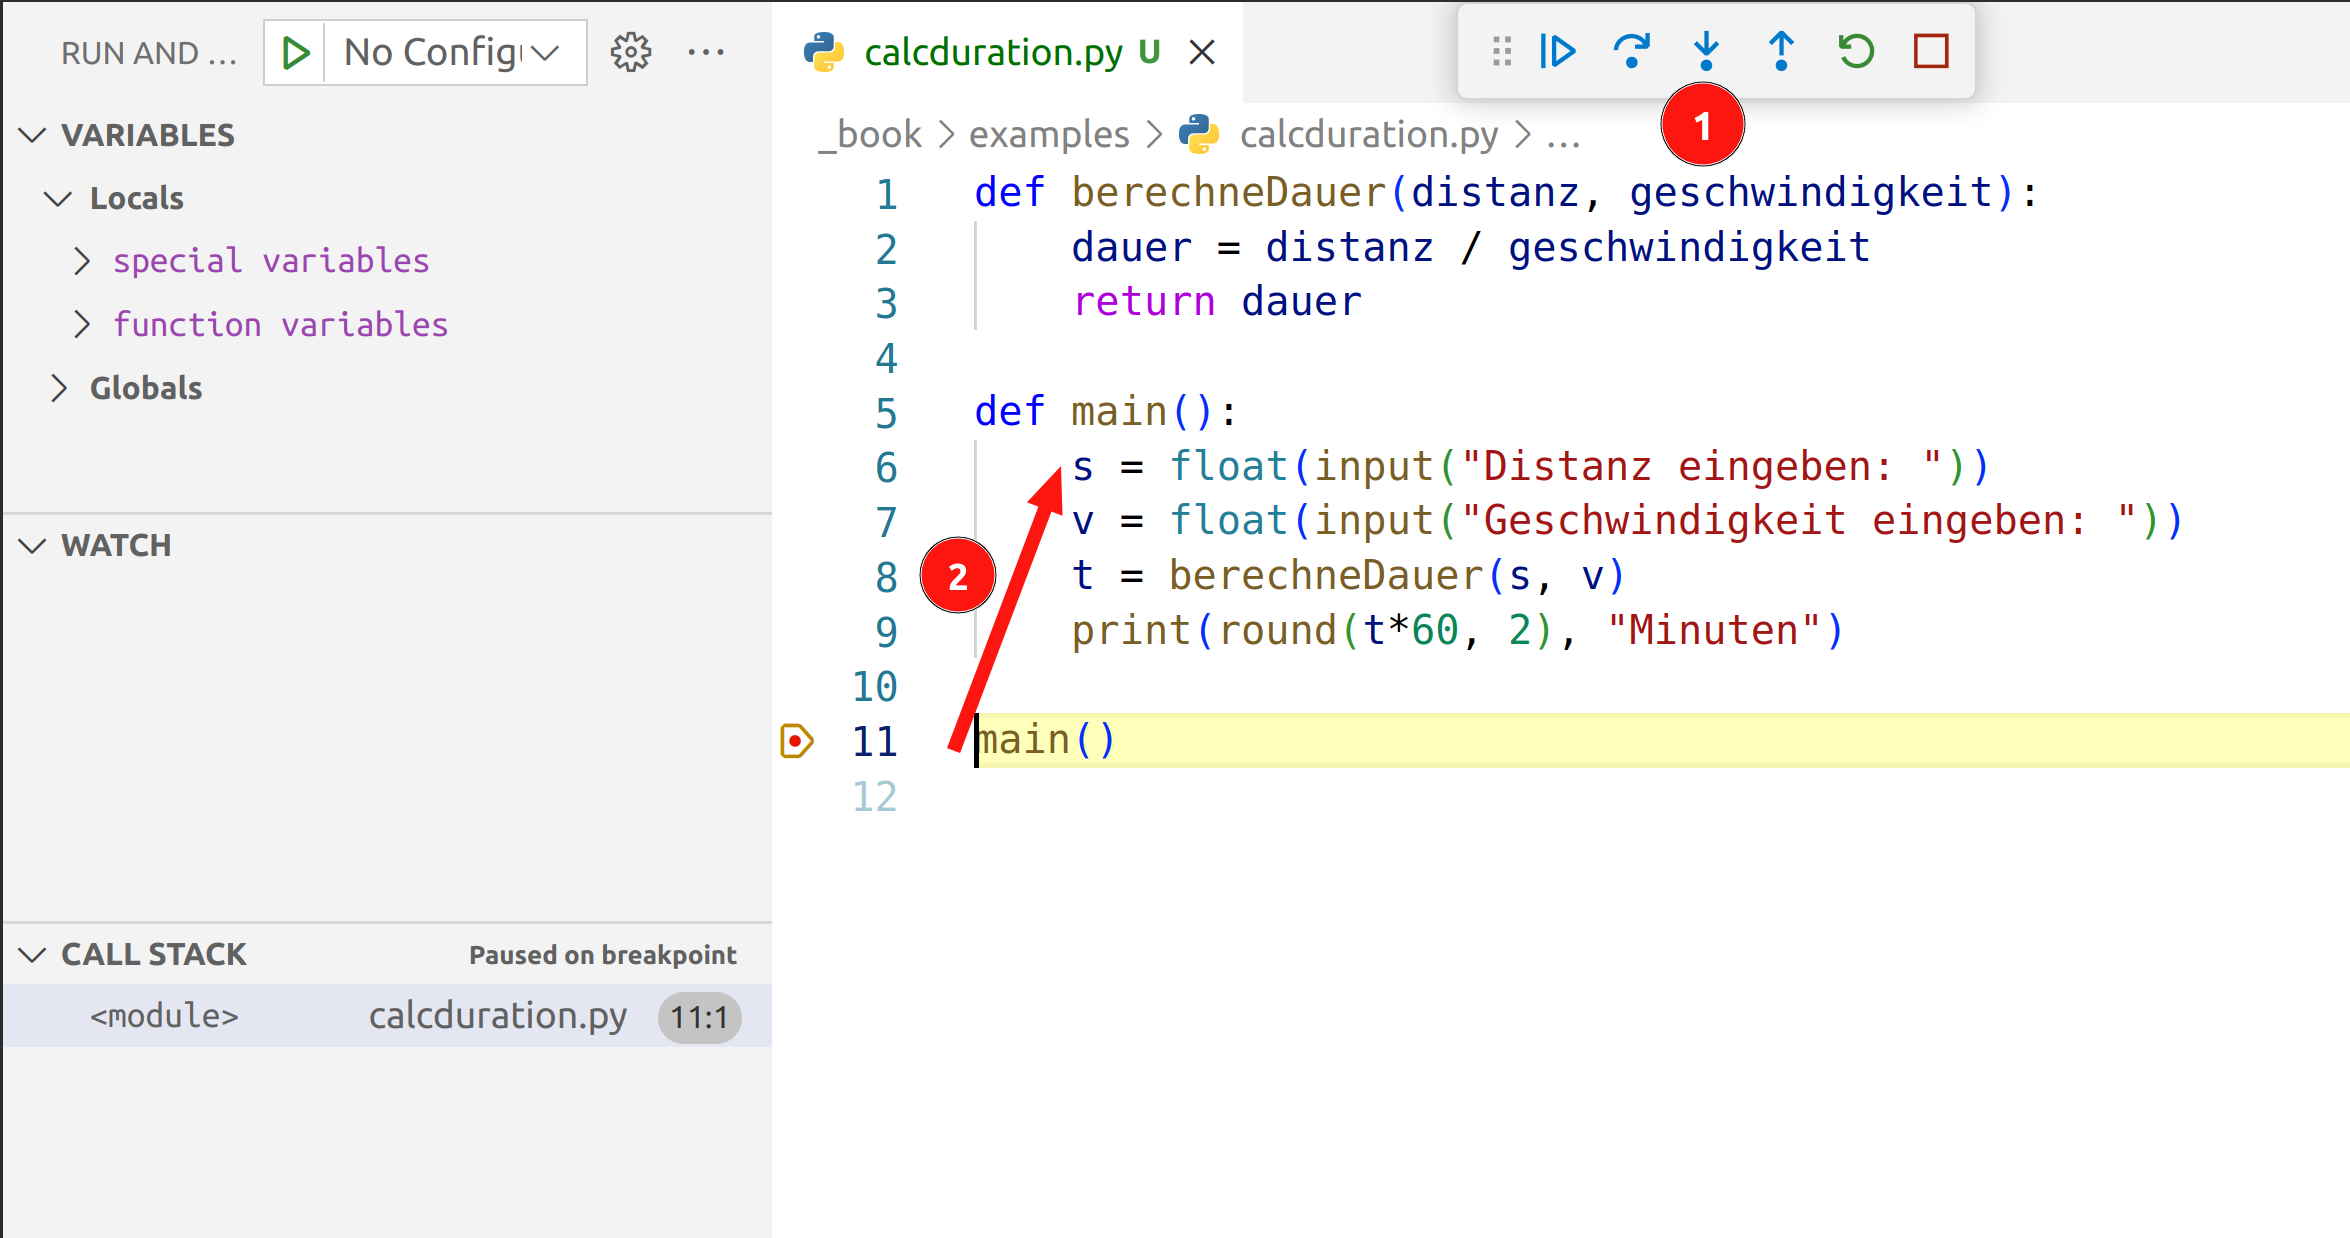 RUN AND ... No Config
VARIABLES
Locals
special variables
function variables
Globals
WATCH
CALL STACK Paused on breakpoint
<module> calcduration.py 11:1
calcduration.py U
1
_book > examples > calcduration.py > ...
1 def berechneDauer(distanz, geschwindigkeit):
2     dauer = distanz / geschwindigkeit
3     return dauer
4
5 def main():
6     s = float(input("Distanz eingeben: "))
7     v = float(input("Geschwindigkeit eingeben: "))
2
8     t = berechneDauer(s, v)
9     print(round(t*60, 2), "Minuten")
10
11 main()
12